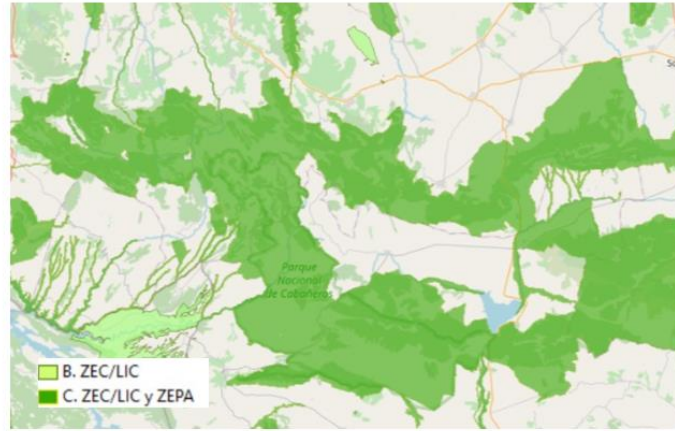 Parque
Nacional
de Cabañeros
B. ZEC/LIC
C. ZEC/LIC y ZEPA